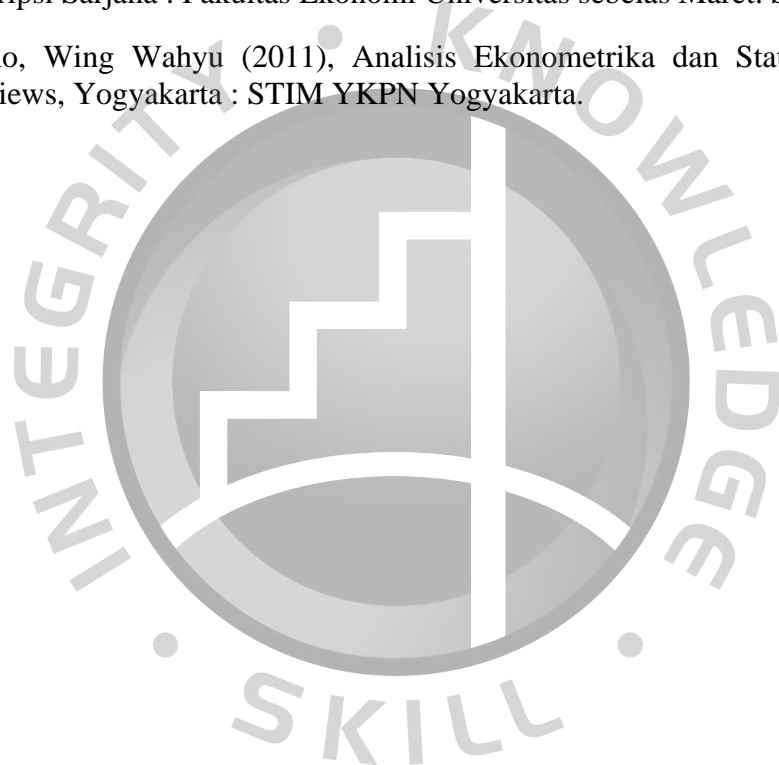 Sarjana : Fakultas Ekonomi Universitas sebelas Maret.
Wing Wahyu (2011), Analisis Ekonometrika dan
Yogyakarta : STIM YKPN Yogyakarta.
INTEGRITY • KNOWLEDGE • SKILL •